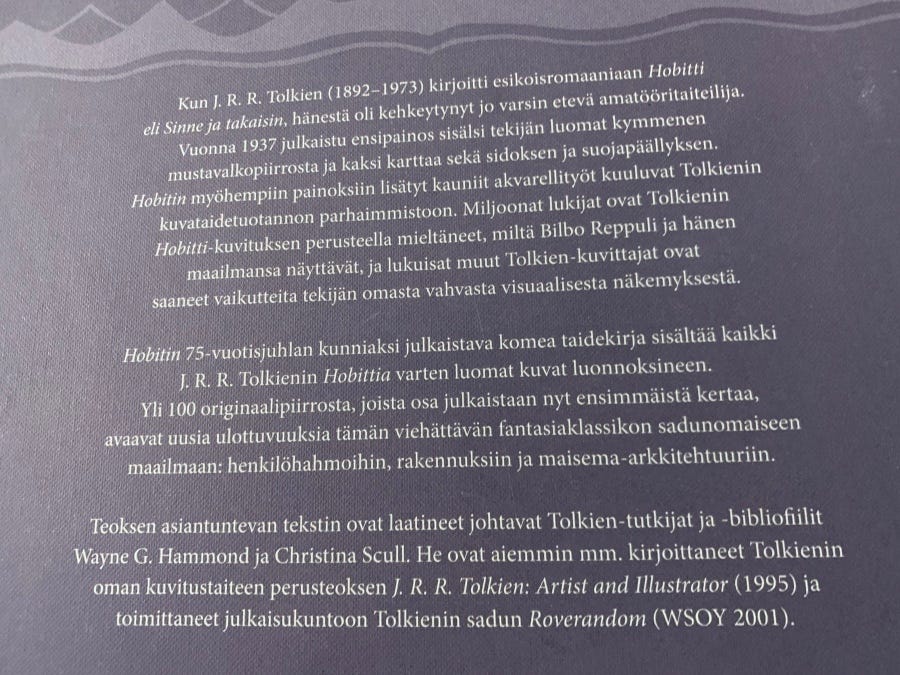 Kun J. R. R. Tolkien (1892–1973) kirjoitti esikoisromaaniaan Hobitti
eli Sinne ja takaisin, hänestä oli kehkeytynyt jo varsin etevä amatööritaiteilija.
Vuonna 1937 julkaistu ensipainos sisälsi tekijän luomat kymmenen
mustavalkopiirrosta ja kaksi karttaa sekä sidoksen ja suojapäällyksen.
Hobitin myöhempiin painoksiin lisätyt kauniit akvarellityöt kuuluvat Tolkienin
kuvataidetuotannon parhaimmistoon. Miljoonat lukijat ovat Tolkienin
Hobitti-kuvituksen perusteella mieltäneet, miltä Bilbo Reppuli ja hänen
maailmansa näyttävät, ja lukuisat muut Tolkien-kuvittajat ovat
saaneet vaikutteita tekijän omasta vahvasta visuaalisesta näkemyksestä.
Hobitin 75-vuotisjuhlan kunniaksi julkaistava komea taidekirja sisältää kaikki
J. R. R. Tolkienin Hobittia varten luomat kuvat luonnoksineen.
Yli 100 originaalipiirrosta, joista osa julkaistaan nyt ensimmäistä kertaa,
avaavat uusia ulottuvuuksia tämän viehättävän fantasiaklassikon sadunomaiseen
maailmaan: henkilöhahmoihin, rakennuksiin ja maisema-arkkitehtuuriin.
Teoksen asiantuntevan tekstin ovat laatineet johtavat Tolkien-tutkijat ja -bibliofiilit
Wayne G. Hammond ja Christina Scull. He ovat aiemmin mm. kirjoittaneet Tolkienin
oman kuvitustaiteen perusteoksen J. R. R. Tolkien: Artist and Illustrator (1995) ja
toimittaneet julkaisukuntoon Tolkienin sadun Roverandom (WSOY 2001).